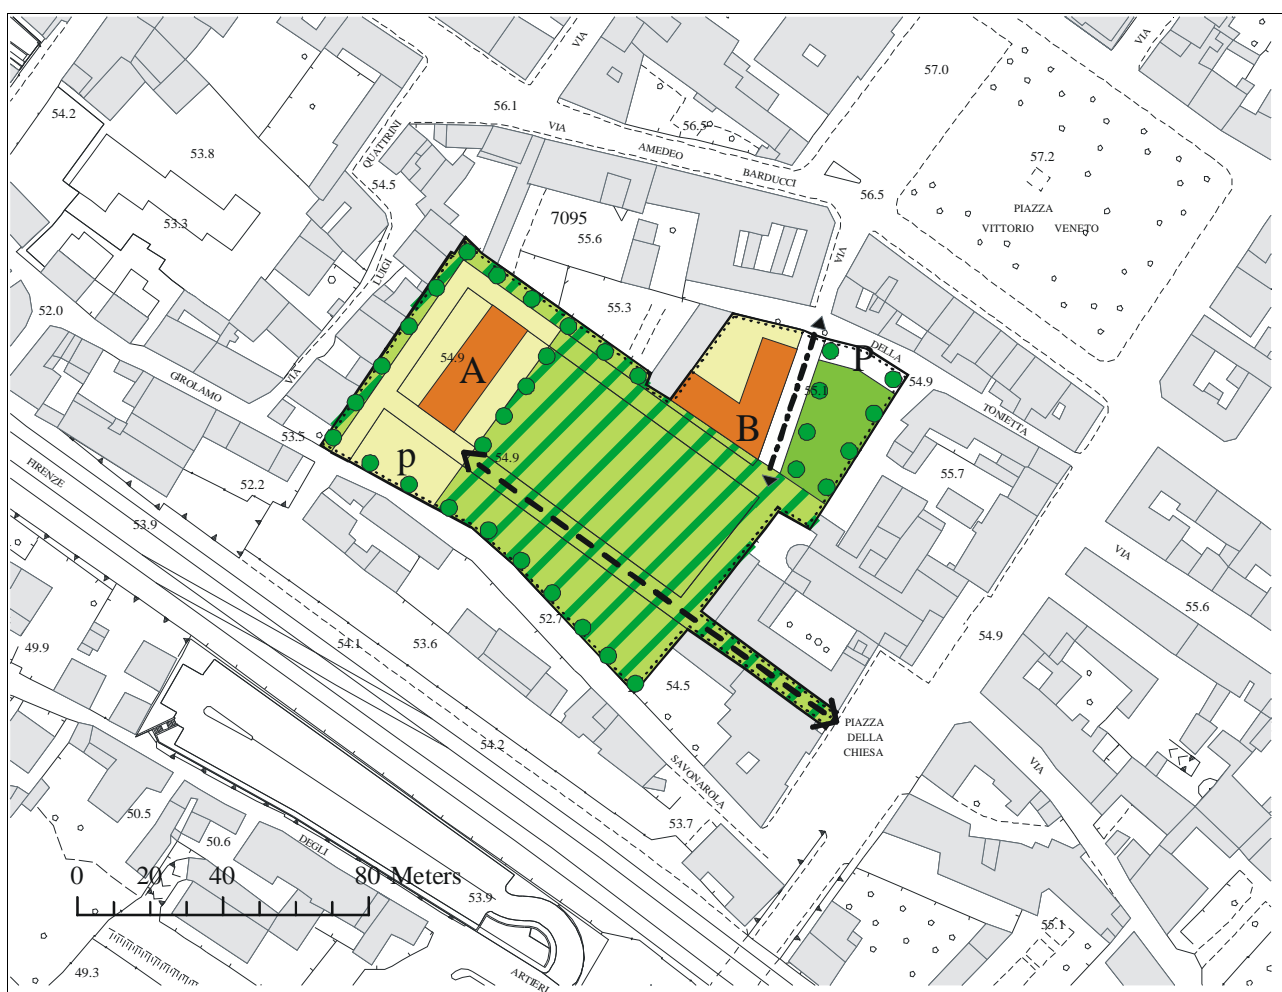 VIA
VIA
57.0
54.2
56.1
VIA
56.5
AMEDEO
BARDUCCI
QUATTRINI
53.8
57.2
54.5
56.5
PIAZZA
VITTORIO VENETO
53.3
7095
55.6
VIA
LUIGI
52.0
55.3
DELLA
P
54.9
A
54.9
55.1
GIROLAMO
VIA
TONIETTA
B
53.5
p
54.9
FIRENZE
52.2
55.7
53.9
VIA
55.6
52.7
54.1
53.6
54.9
49.9
54.5
PIAZZA
DELLA
CHIESA
54.2
SAVONAROLA
VIA
50.5
53.7
50.6
DEGLI
0 20 40 80 Meters
53.9
55.1
49.3
ARTIERI